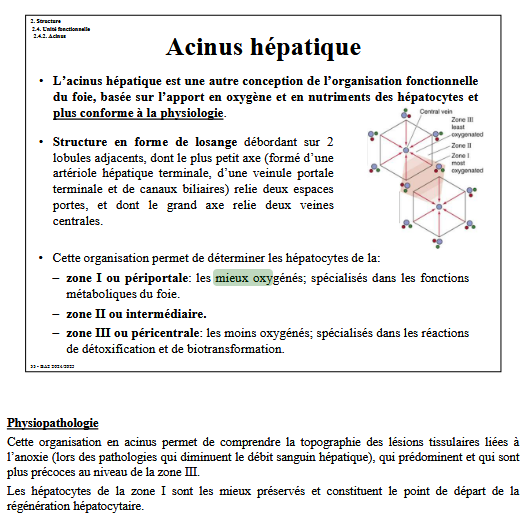 2. Structure
2.4. Unité fonctionnelle
2.4.2. Acinus
Acinus hépatique
• L’acinus hépatique est une autre conception de l’organisation fonctionnelle
du foie, basée sur l’apport en oxygène et en nutriments des hépatocytes et
plus conforme à la physiologie.
• Structure en forme de losange débordant sur 2
lobules adjacents, dont le plus petit axe (formé d’une
artériole hépatique terminale, d’une veinule portale
terminale et de canaux biliaires) relie deux espaces
portes, et dont le grand axe relie deux veines
centrales.
Central vein
Zone III
least
oxygenated
Zone II
Zone I
most
oxygenated
• Cette organisation permet de déterminer les hépatocytes de la:
– zone I ou périportale: les mieux oxygénés; spécialisés dans les fonctions
métaboliques du foie.
– zone II ou intermédiaire.
– zone III ou péricentrale: les moins oxygénés; spécialisés dans les réactions
de détoxification et de biotransformation.
Physiopathologie
Cette organisation en acinus permet de comprendre la topographie des lésions tissulaires liées à
l’anoxie (lors des pathologies qui diminuent le débit sanguin hépatique), qui prédominent et qui sont
plus précoces au niveau de la zone III.
Les hépatocytes de la zone I sont les mieux préservés et constituent le point de départ de la
régénération hépatocytaire.